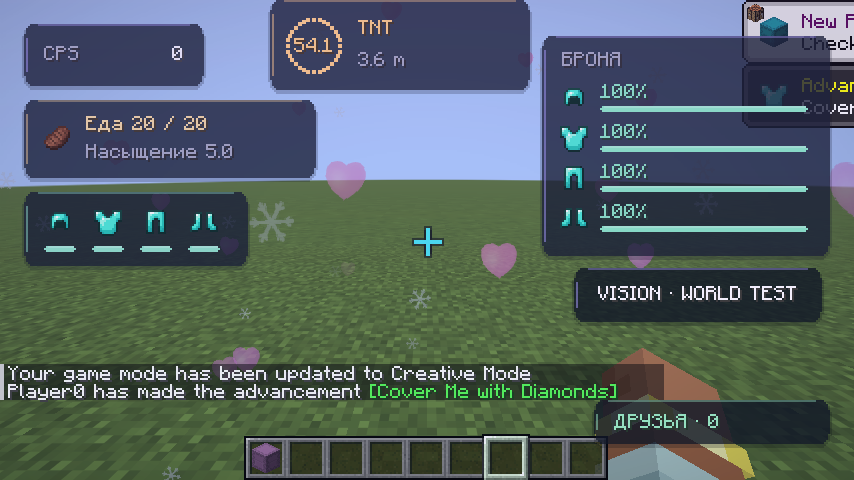 CPS 0
54.1 TNT
3.6 m
Еда 20 / 20
Насыщение 5.0
БРОНЯ
100%
100%
100%
100%
New
Check
Advan
Cover
VISION · WORLD TEST
Your game mode has been updated to Creative Mode
Player0 has made the advancement [Cover Me with Diamonds]
ДРУЗЬЯ · 0